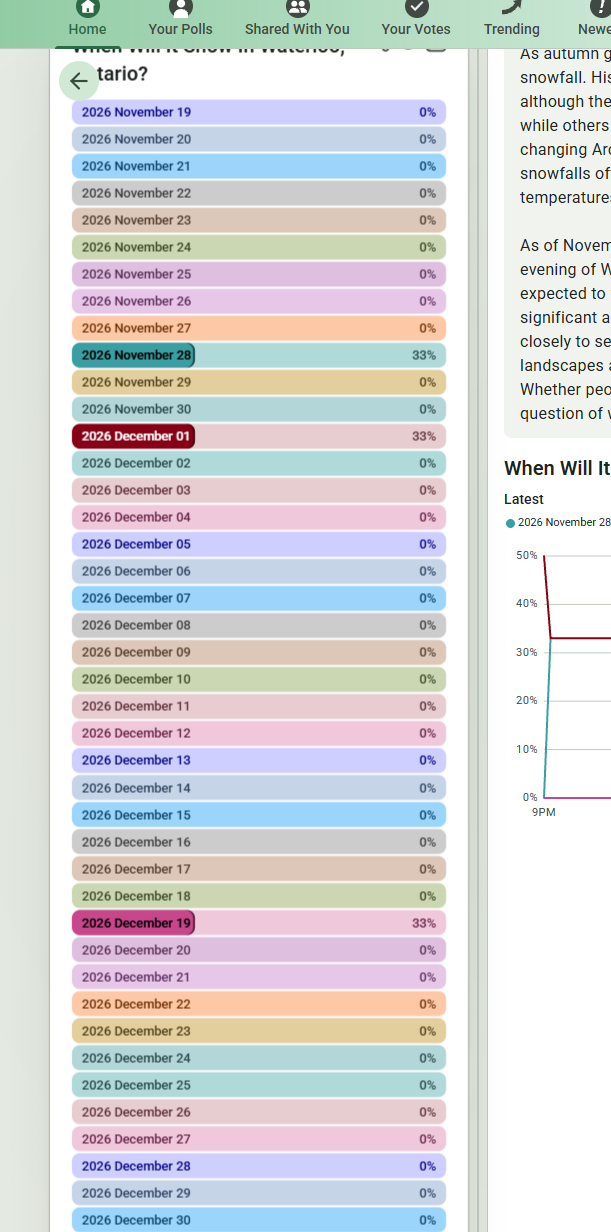 Home
Your Polls
Shared With You
Your Votes
Trending
When Will It Snow in Waterloo,
tario?
2026 November 19 0%
2026 November 20 0%
2026 November 21 0%
2026 November 22 0%
2026 November 23 0%
2026 November 24 0%
2026 November 25 0%
2026 November 26 0%
2026 November 27 0%
2026 November 28 33%
2026 November 29 0%
2026 November 30 0%
2026 December 01 33%
2026 December 02 0%
2026 December 03 0%
2026 December 04 0%
2026 December 05 0%
2026 December 06 0%
2026 December 07 0%
2026 December 08 0%
2026 December 09 0%
2026 December 10 0%
2026 December 11 0%
2026 December 12 0%
2026 December 13 0%
2026 December 14 0%
2026 December 15 0%
2026 December 16 0%
2026 December 17 0%
2026 December 18 0%
2026 December 19 33%
2026 December 20 0%
2026 December 21 0%
2026 December 22 0%
2026 December 23 0%
2026 December 24 0%
2026 December 25 0%
2026 December 26 0%
2026 December 27 0%
2026 December 28 0%
2026 December 29 0%
2026 December 30 0%
As autumn
snowfall. His
although the
while others
changing Arc
snowfalls of
temperatures
As of Novem
evening of W
expected to
significant a
closely to se
landscapes a
Whether peo
question of w
When Will It
Latest
2026 November 28
50%
40%
30%
20%
10%
0%
9PM